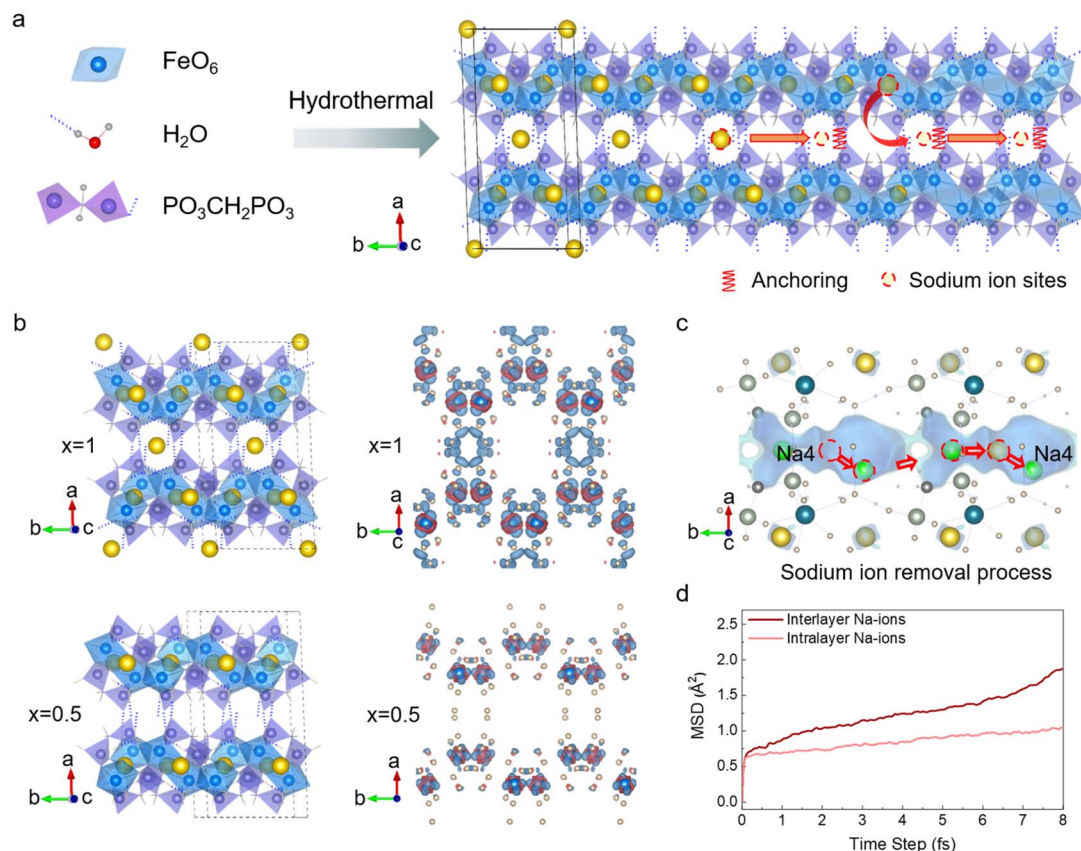 a
FeO6
H2O
PO3CH2PO3
Hydrothermal
a
b
c
Anchoring
Sodium ion sites
b
x=1
a
b
c
x=1
a
b
c
x=0.5
a
b
c
x=0.5
a
b
c
c
Na4
Na4
a
b
c
Sodium ion removal process
d
Interlayer Na-ions
Intralayer Na-ions
MSD (Å²)
2.5
2.0
1.5
1.0
0.5
0.0
0 1 2 3 4 5 6 7 8
Time Step (fs)